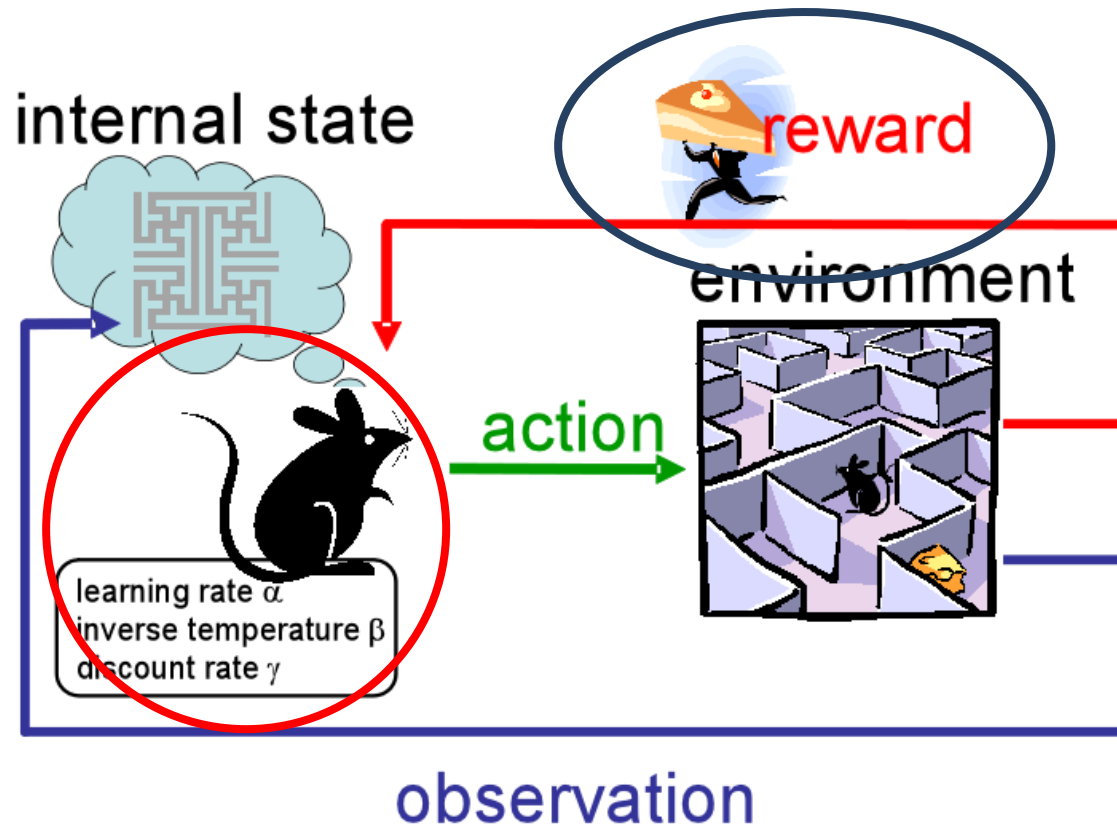 internal state
reward
environment
action
learning rate α
inverse temperature β
discount rate γ
observation